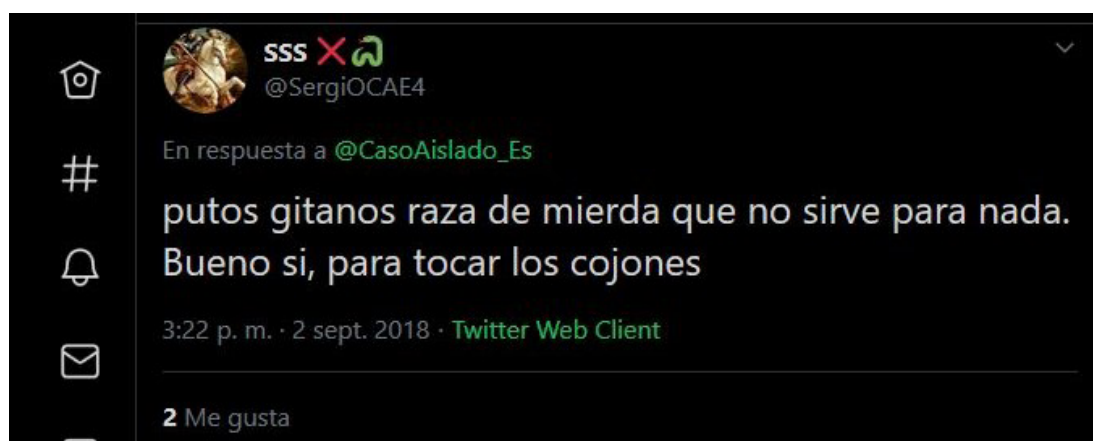 sss
@SergiOCAE4
En respuesta a @CasoAislado_Es
putos gitanos raza de mierda que no sirve para nada.
Bueno si, para tocar los cojones
3:22 p. m. · 2 sept. 2018 · Twitter Web Client
2 Me gusta